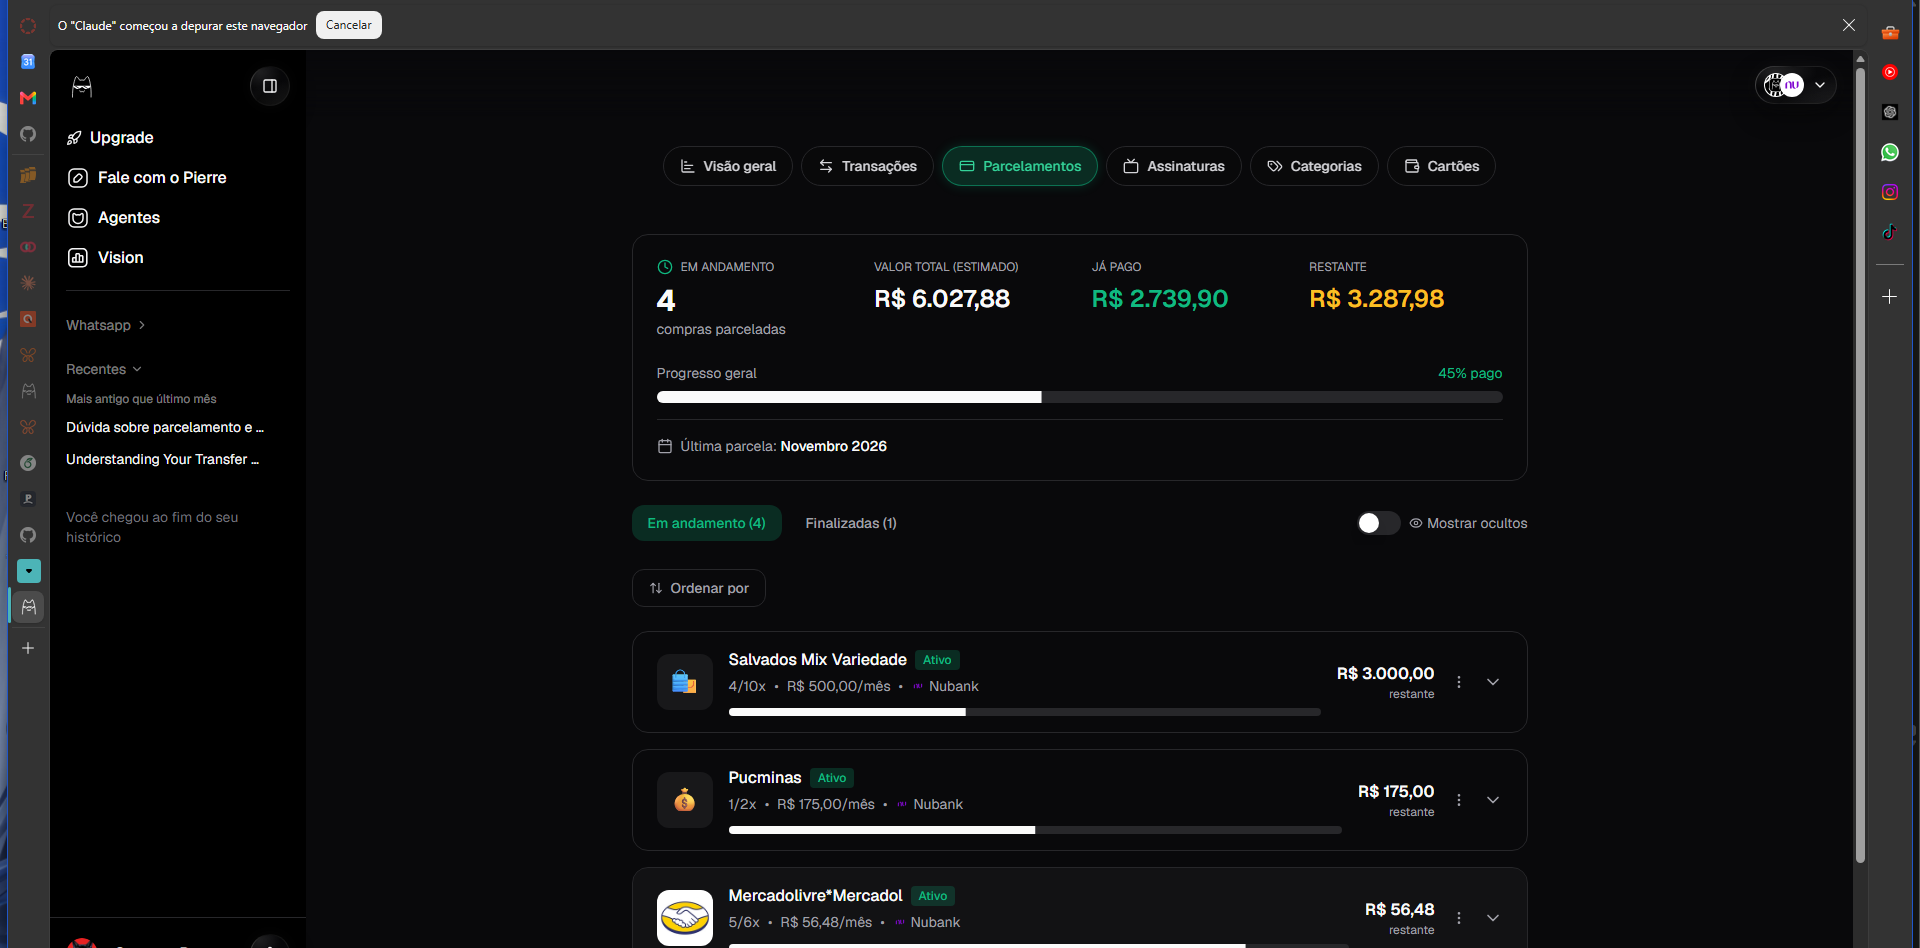 O "Claude" começou a depurar este navegador
Cancelar
31
Upgrade
Fale com o Pierre
Agentes
Vision
Whatsapp
Recentes
Mais antigo que último mês
Dúvida sobre parcelamento e ...
Understanding Your Transfer ...
Você chegou ao fim do seu
histórico
nu
Visão geral
Transações
Parcelamentos
Assinaturas
Categorias
Cartões
EM ANDAMENTO
4
compras parceladas
VALOR TOTAL (ESTIMADO)
R$ 6.027,88
JÁ PAGO
R$ 2.739,90
RESTANTE
R$ 3.287,98
Progresso geral
45% pago
Última parcela: Novembro 2026
Em andamento (4)
Finalizadas (1)
Mostrar ocultos
Ordenar por
Salvados Mix Variedade Ativo
4/10x • R$ 500,00/mês • Nubank
R$ 3.000,00
restante
Pucminas Ativo
1/2x • R$ 175,00/mês • Nubank
R$ 175,00
restante
Mercadolivre*Mercadol Ativo
5/6x • R$ 56,48/mês • Nubank
R$ 56,48
restante